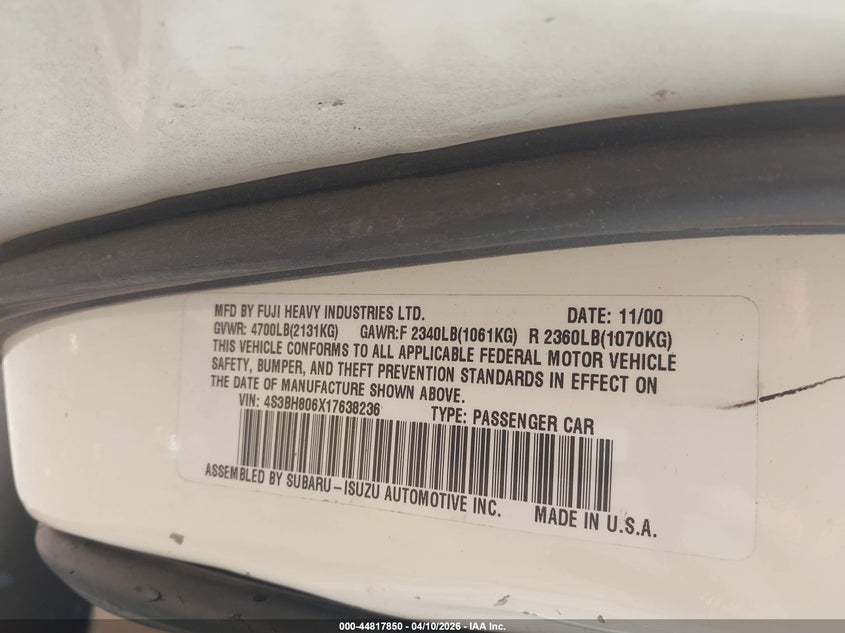 MFD BY FUJI HEAVY INDUSTRIES LTD. DATE: 11/00
GVWR: 4700LB(2131KG) GAWR:F 2340LB(1061KG) R 2360LB(1070KG)
THIS VEHICLE CONFORMS TO ALL APPLICABLE FEDERAL MOTOR VEHICLE
SAFETY, BUMPER, AND THEFT PREVENTION STANDARDS IN EFFECT ON
THE DATE OF MANUFACTURE SHOWN ABOVE.
VIN: 4S3BH806X17638236 TYPE: PASSENGER CAR
ASSEMBLED BY SUBARU-ISUZU AUTOMOTIVE INC. MADE IN U.S.A.
000-44817850 - 04/10/2026 - IAA Inc.